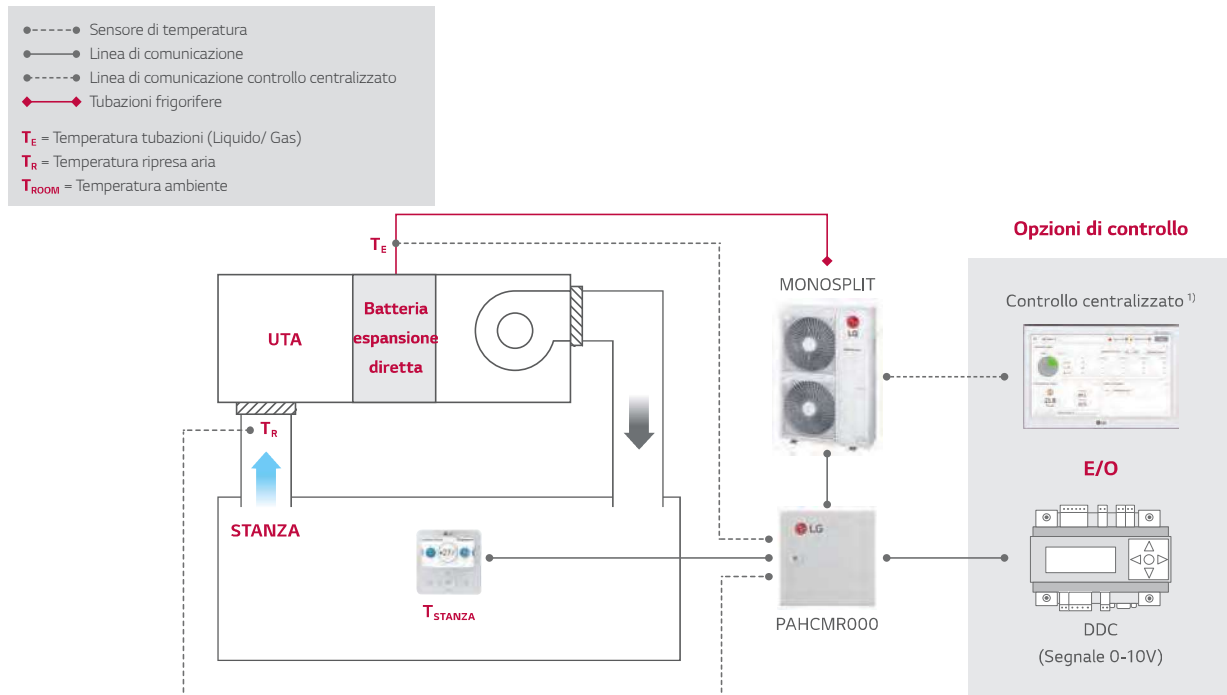 Sensore di temperatura
Linea di comunicazione
Linea di comunicazione controllo centralizzato
Tubazioni frigorifere
TE = Temperatura tubazioni (Liquido/ Gas)
TR = Temperatura ripresa aria
TROOM = Temperatura ambiente
Opzioni di controllo
TE
MONOSPLIT
Controllo centralizzato 1)
UTA
Batteria
espansione
diretta
LG
TR
E/O
STANZA
LG
TSTANZA
PAHCMR000
DDC
(Segnale 0-10V)